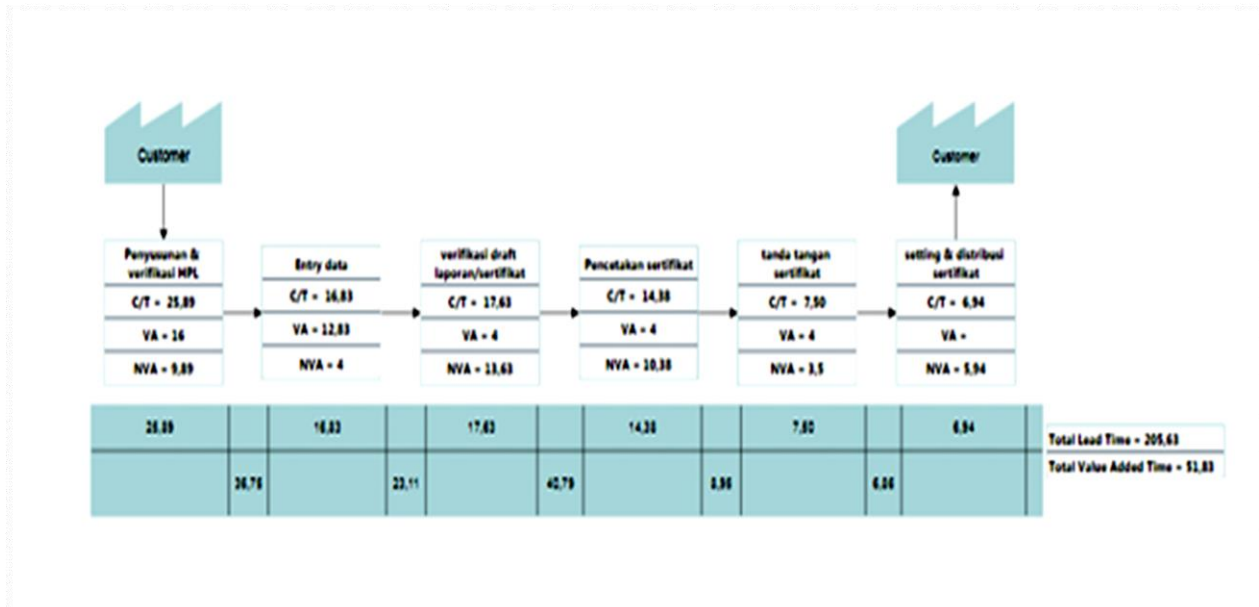 Customer
Customer
Penyusunan &
verifikasi HPL
C/T = 25,89
VA = 16
NVA = 9,89
Entry data
C/T = 16,83
VA = 12,83
NVA = 4
verifikasi draft
laporan/sertifikat
C/T = 17,63
VA = 4
NVA = 13,63
Pencetakan sertifikat
C/T = 14,38
VA = 4
NVA = 10,38
tanda tangan
sertifikat
C/T = 7,50
VA = 4
NVA = 3,5
setting & distribusi
sertifikat
C/T = 6,94
VA =
NVA = 5,94
25,89
16,83
17,63
14,38
7,50
6,94
23,11
40,79
Total Lead Time = 205,63
Total Value Added Time = 51,83